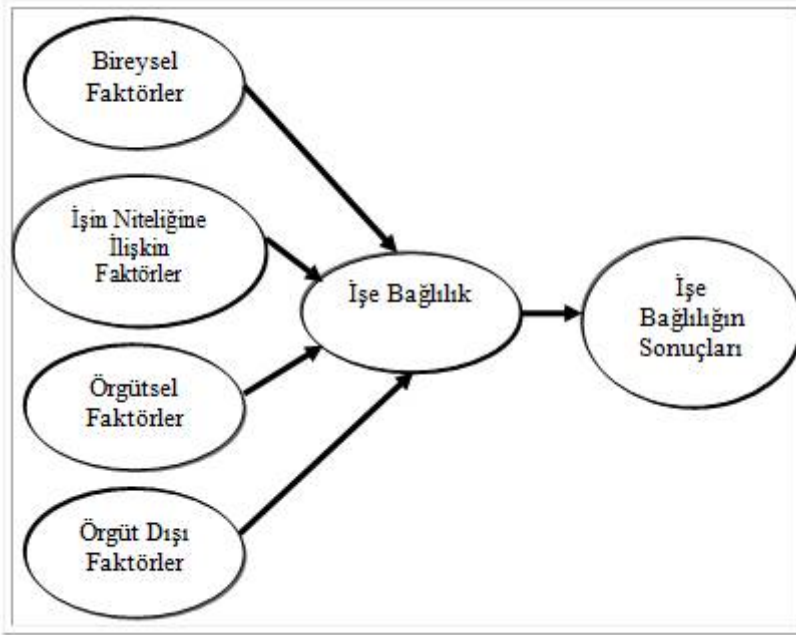 Bireysel
Faktörler
İşin Niteliğine
İlişkin
Faktörler
Örgütsel
Faktörler
Örgüt Dışı
Faktörler
İşe Bağlılık
İşe
Bağlılığın
Sonuçları